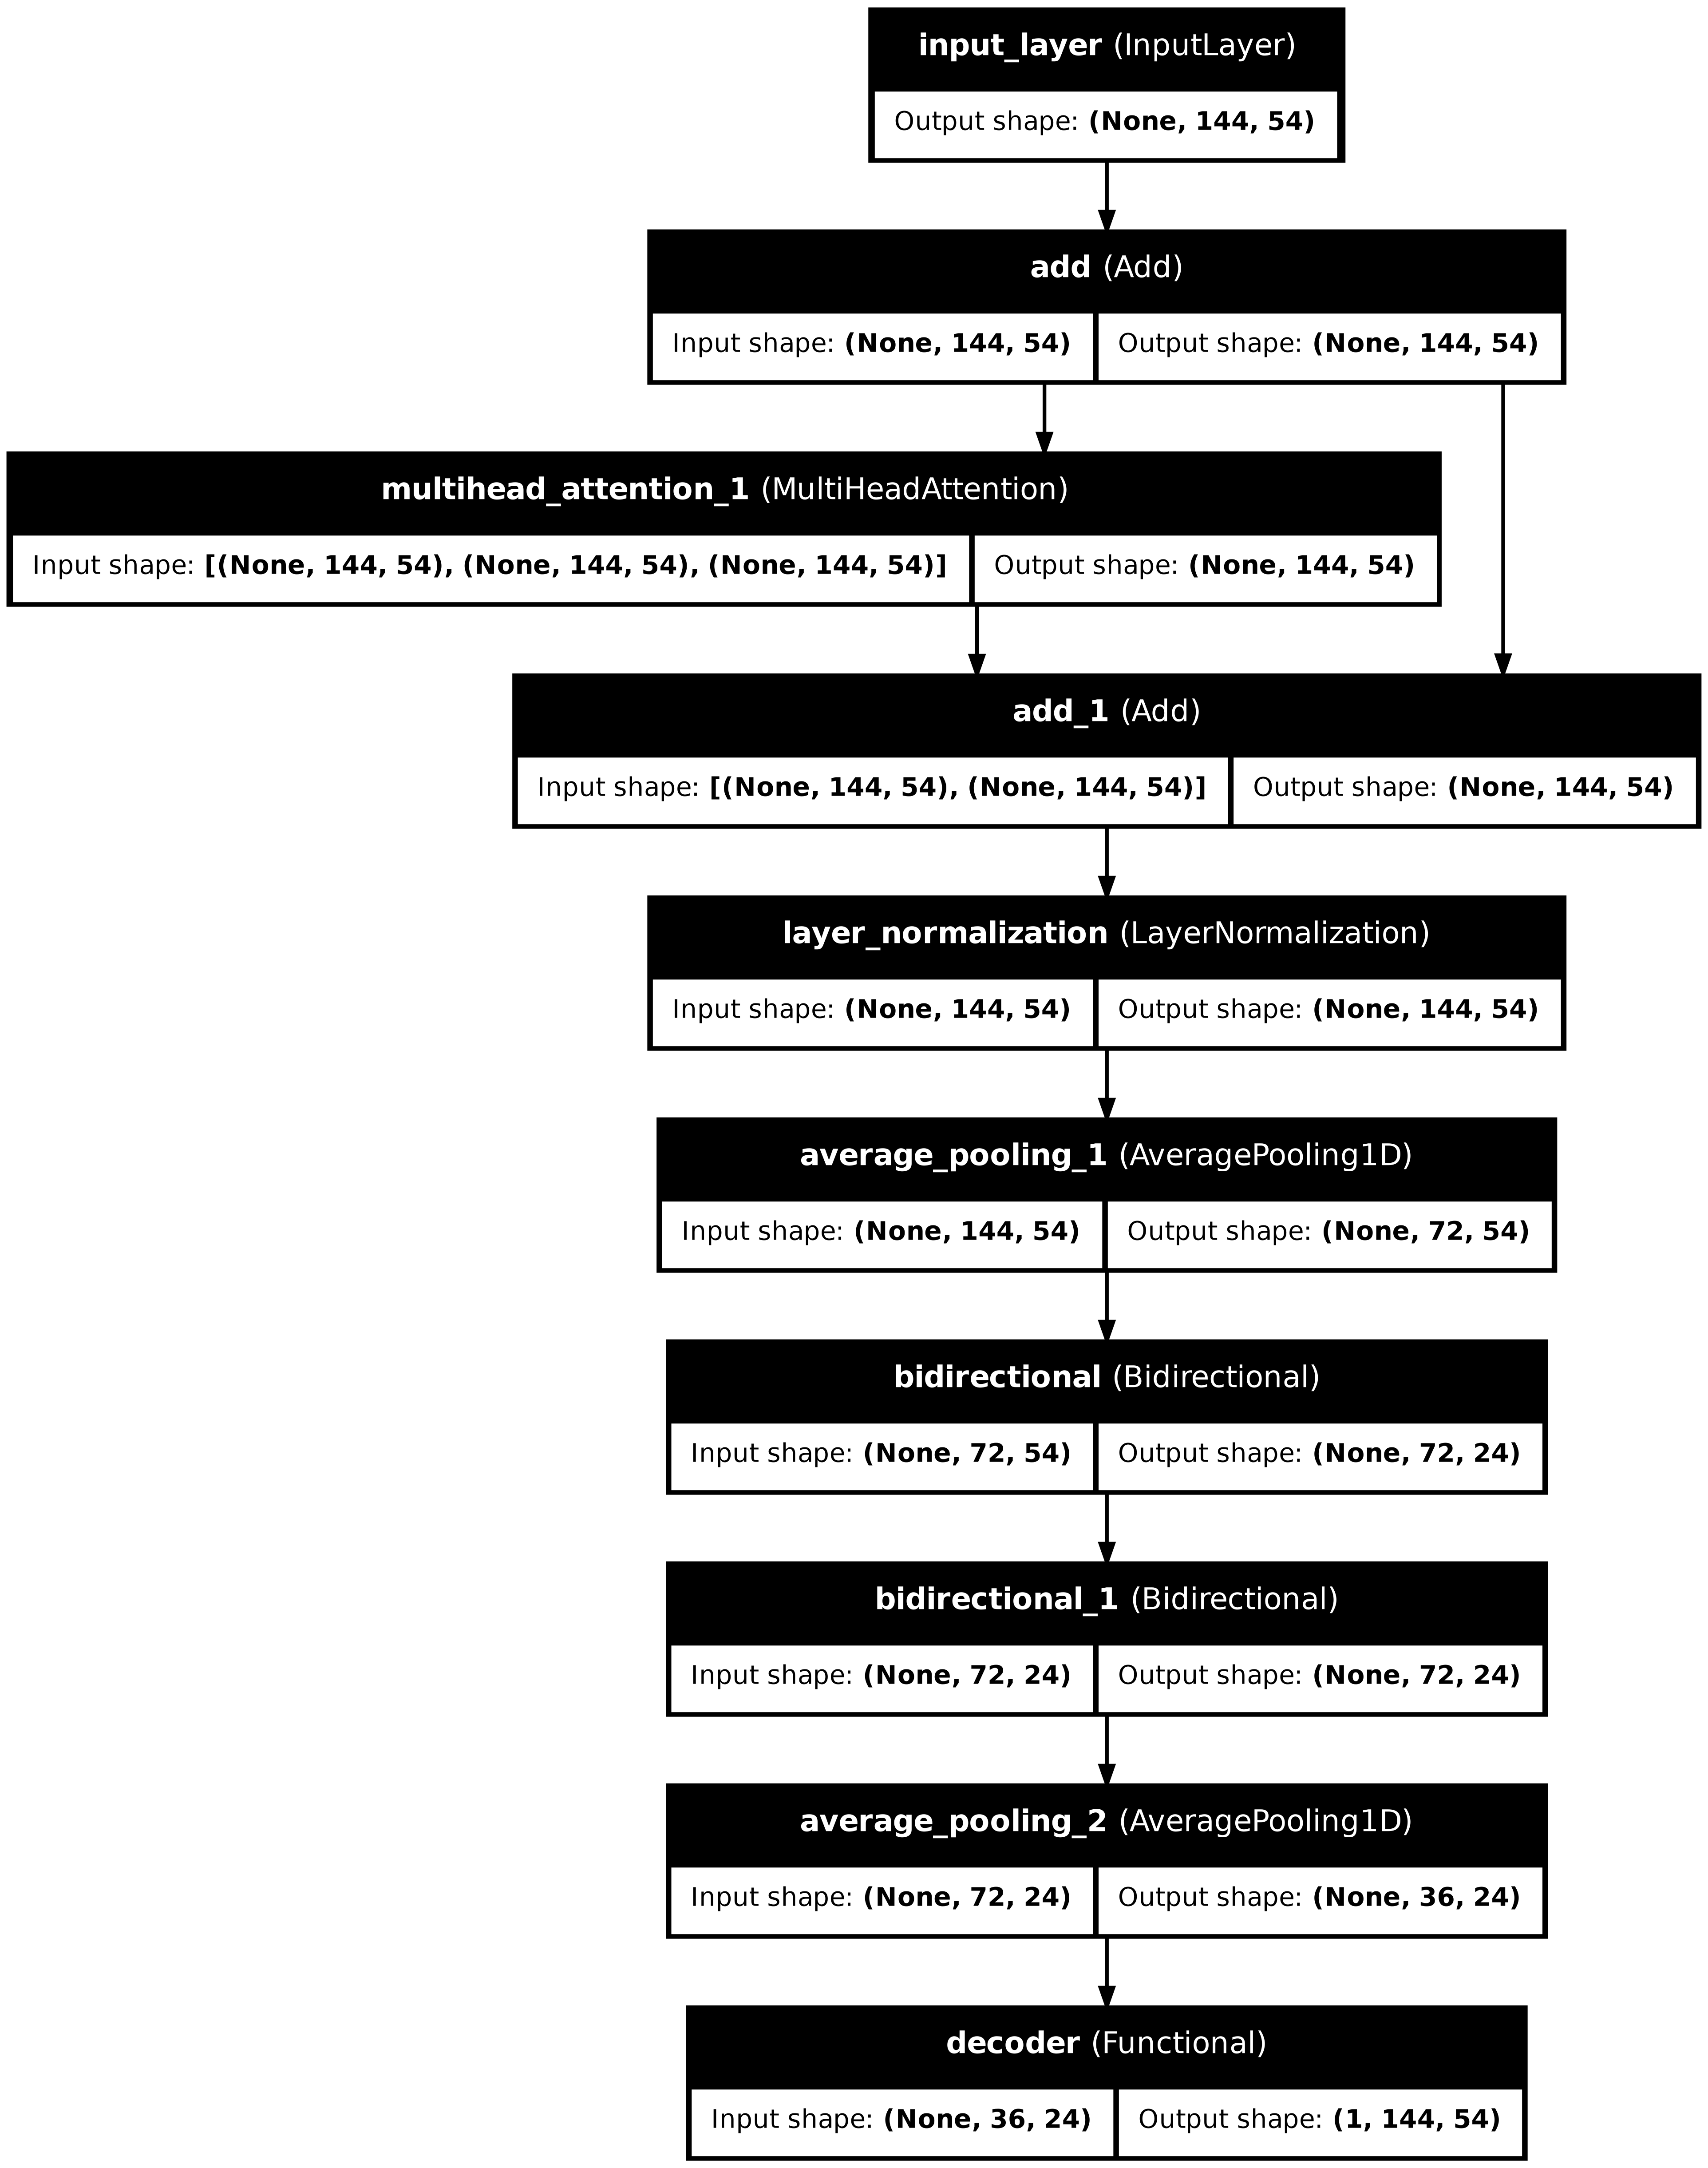 input_layer (InputLayer)
Output shape: (None, 144, 54)
add (Add)
Input shape: (None, 144, 54) Output shape: (None, 144, 54)
multihead_attention_1 (MultiHeadAttention)
Input shape: [(None, 144, 54), (None, 144, 54), (None, 144, 54)] Output shape: (None, 144, 54)
add_1 (Add)
Input shape: [(None, 144, 54), (None, 144, 54)] Output shape: (None, 144, 54)
layer_normalization (LayerNormalization)
Input shape: (None, 144, 54) Output shape: (None, 144, 54)
average_pooling_1 (AveragePooling1D)
Input shape: (None, 144, 54) Output shape: (None, 72, 54)
bidirectional (Bidirectional)
Input shape: (None, 72, 54) Output shape: (None, 72, 24)
bidirectional_1 (Bidirectional)
Input shape: (None, 72, 24) Output shape: (None, 72, 24)
average_pooling_2 (AveragePooling1D)
Input shape: (None, 72, 24) Output shape: (None, 36, 24)
decoder (Functional)
Input shape: (None, 36, 24) Output shape: (1, 144, 54)